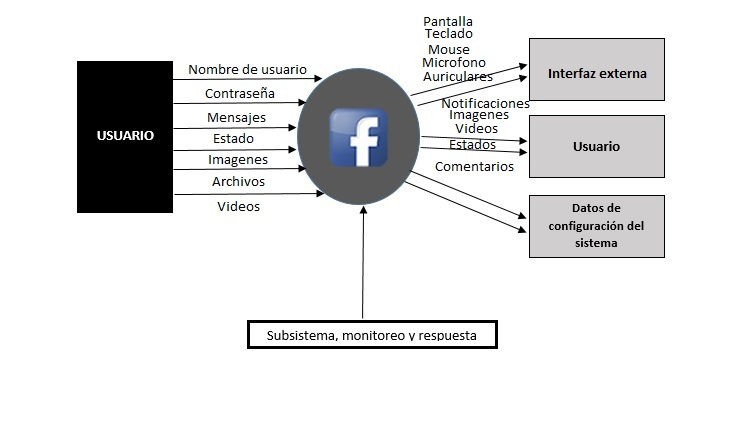 USUARIO
Nombre de usuario
Contraseña
Mensajes
Estado
Imagenes
Archivos
Videos
f
Pantalla
Teclado
Mouse
Microfono
Auriculares
Interfaz externa
Notificaciones
Imagenes
Videos
Estados
Comentarios
Usuario
Datos de
configuración del
sistema
Subsistema, monitoreo y respuesta